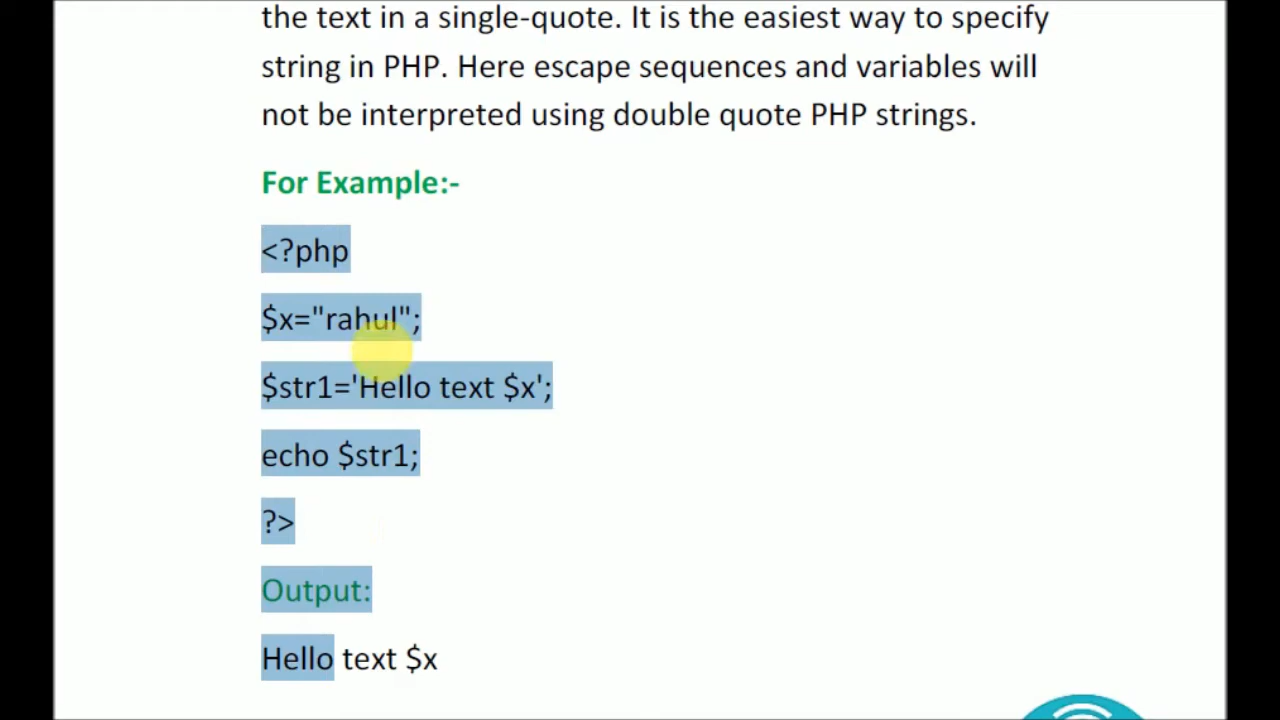 the text in a single-quote. It is the easiest way to specify
string in PHP. Here escape sequences and variables will
not be interpreted using double quote PHP strings.
For Example:-
<?php
$x="rahul";
$str1='Hello text $x';
echo $str1;
?>
Output:
Hello text $x